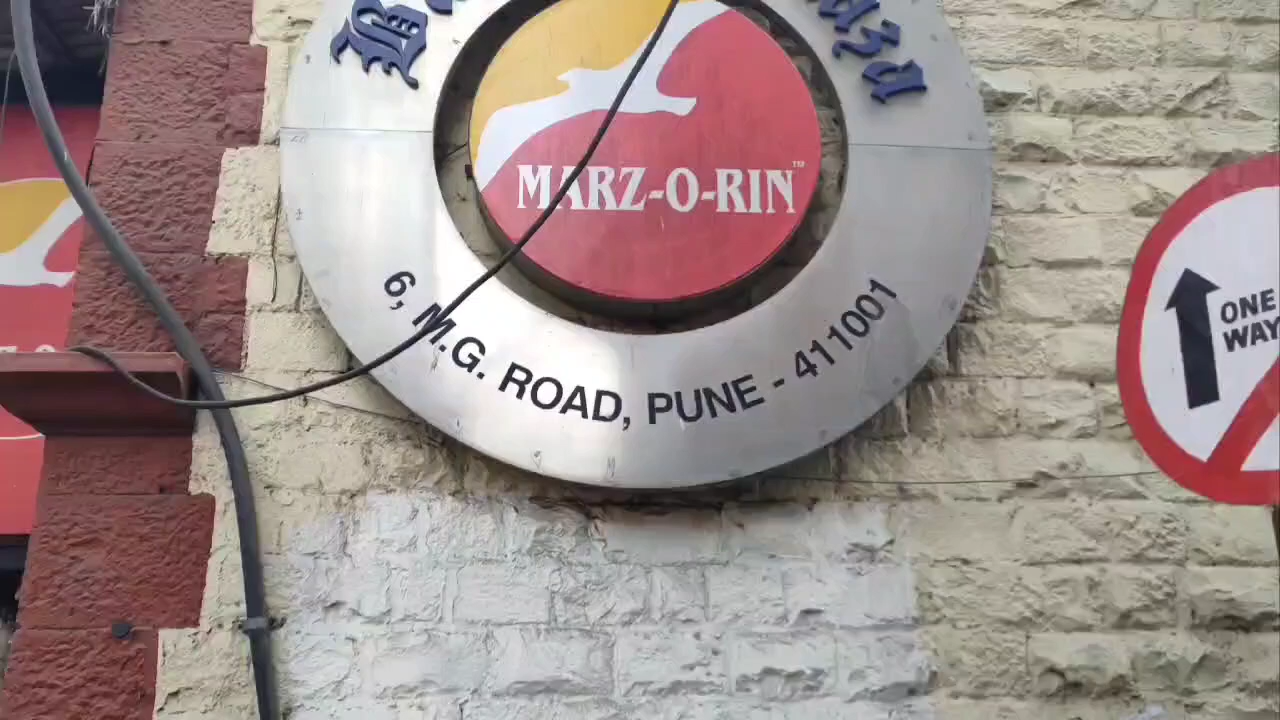 MARZ-O-RIN™
6, M.G. ROAD, PUNE - 411001
ONE
WAY